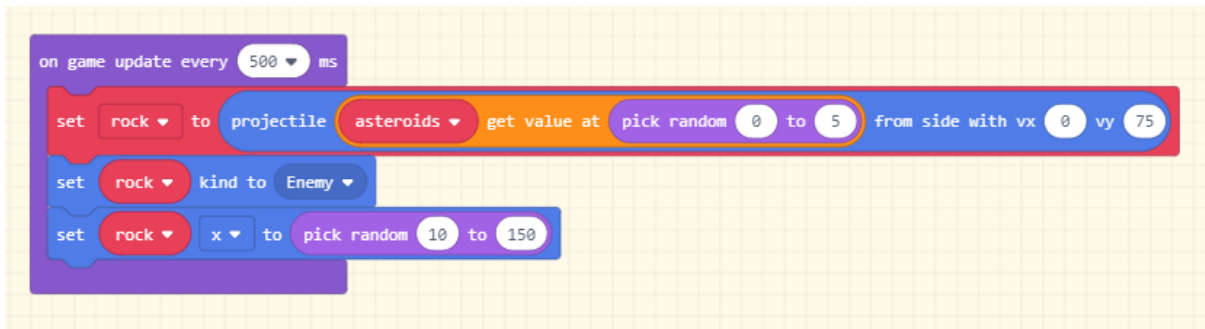 on game update every 500 ms
set rock to projectile asteroids get value at pick random 0 to 5 from side with vx 0 vy 75
set rock kind to Enemy
set rock x to pick random 10 to 150